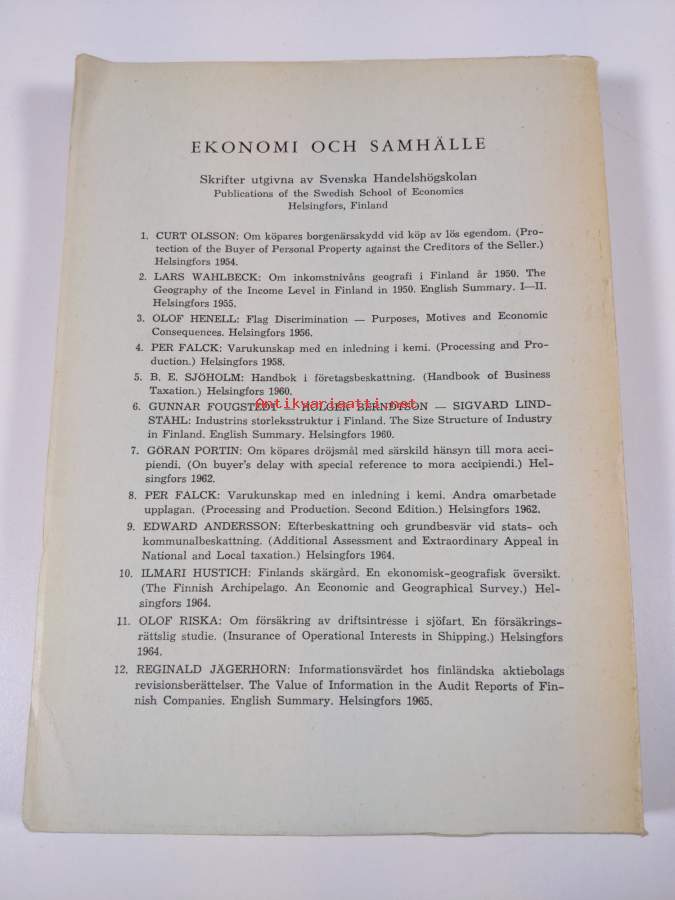 EKONOMI OCH SAMHÄLLE
Skrifter utgivna av Svenska Handelshögskolan
Publications of the Swedish School of Economics
Helsingfors, Finland
1. CURT OLSSON: Om köpares borgenärsskydd vid köp av lös egendom. (Pro-
tection of the Buyer of Personal Property against the Creditors of the Seller.)
Helsingfors 1954.
2. LARS WAHLBECK: Om inkomstnivåns geografi i Finland år 1950. The
Geography of the Income Level in Finland in 1950. English Summary. I—II.
Helsingfors 1955.
3. OLOF HENELL: Flag Discrimination — Purposes, Motives and Economic
Consequences. Helsingfors 1956.
4. PER FALCK: Varukunskap med en inledning i kemi. (Processing and Pro-
duction.) Helsingfors 1958.
5. B. E. SJÖHOLM: Handbok i företagsbeskattning. (Handbook of Business
Taxation.) Helsingfors 1960.
Antikvariaatti.net
6. GUNNAR FOUGSTEDT — HOLGER BERNDTSON — SIGVARD LIND-
STÅHL: Industrins storleksstruktur i Finland. The Size Structure of Industry
in Finland. English Summary. Helsingfors 1960.
7. GÖRAN PORTIN: Om köpares dröjsmål med särskild hänsyn till mora acci-
piendi. (On buyer's delay with special reference to mora accipiendi.) Hel-
singfors 1962.
8. PER FALCK: Varukunskap med en inledning i kemi. Andra omarbetade
upplagan. (Processing and Production. Second Edition.) Helsingfors 1962.
9. EDWARD ANDERSSON: Efterbeskattning och grundbesvär vid stats- och
kommunalbeskattning. (Additional Assessment and Extraordinary Appeal in
National and Local taxation.) Helsingfors 1964.
10. ILMARI HUSTICH: Finlands skärgård. En ekonomisk-geografisk översikt.
(The Finnish Archipelago. An Economic and Geographical Survey.) Hel-
singfors 1964.
11. OLOF RISKA: Om försäkring av driftsintresse i sjöfart. En försäkrings-
rättslig studie. (Insurance of Operational Interests in Shipping.) Helsingfors
1964.
12. REGINALD JÄGERHORN: Informationsvärdet hos finländska aktiebolags
revisionsberättelser. The Value of Information in the Audit Reports of Fin-
nish Companies. English Summary. Helsingfors 1965.